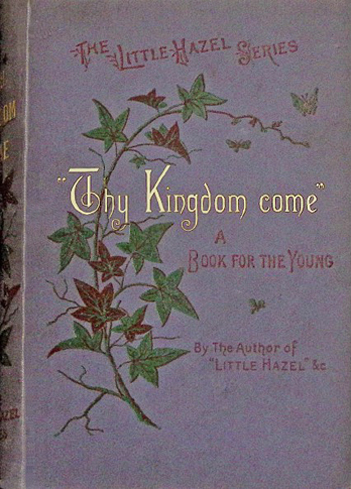 THE LITTLE-HAZEL SERIES
"Thy Kingdom come"
A
BOOK FOR THE YOUNG
By The Author of
"LITTLE HAZEL" &c